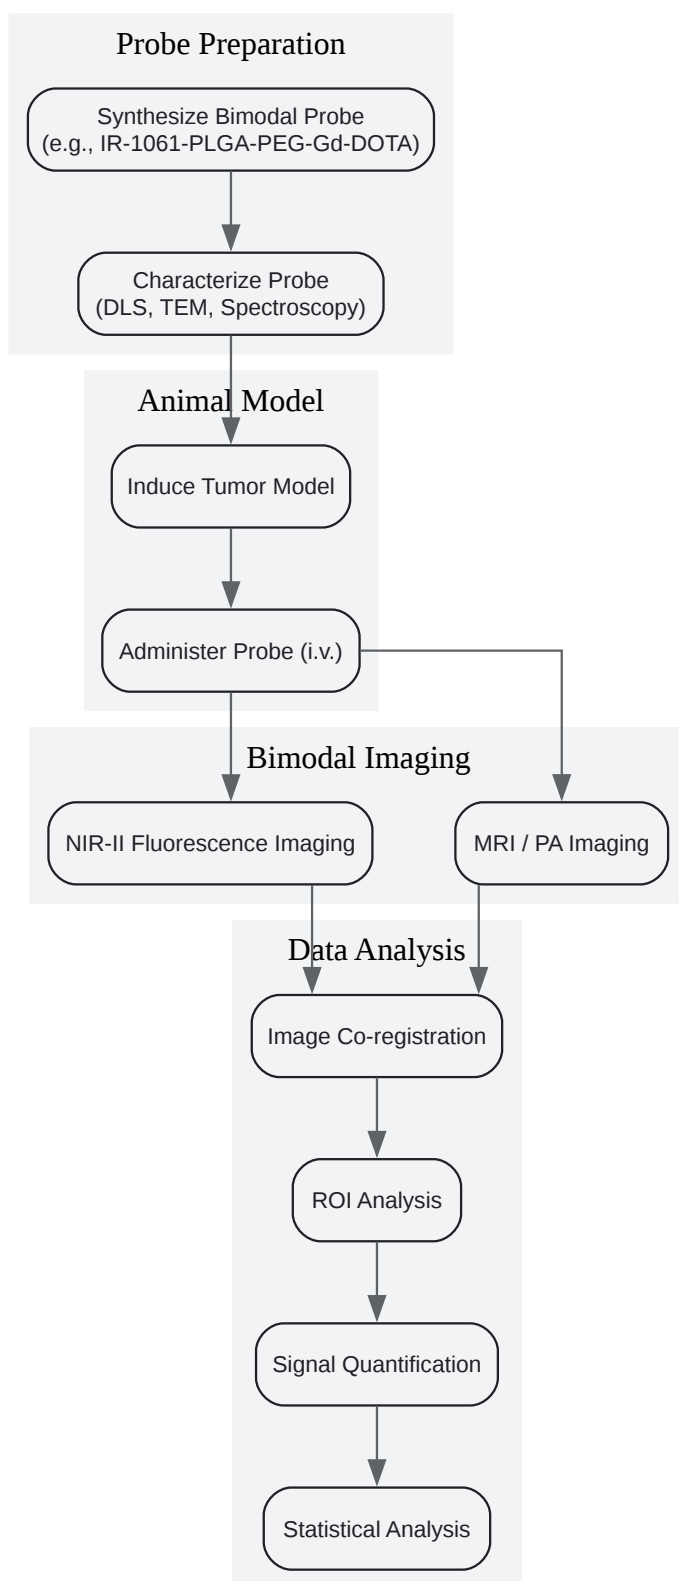 Probe Preparation
Synthesize Bimodal Probe
(e.g., IR-1061-PLGA-PEG-Gd-DOTA)
Characterize Probe
(DLS, TEM, Spectroscopy)
Animal Model
Induce Tumor Model
Administer Probe (i.v.)
Bimodal Imaging
NIR-II Fluorescence Imaging
MRI / PA Imaging
Data Analysis
Image Co-registration
ROI Analysis
Signal Quantification
Statistical Analysis